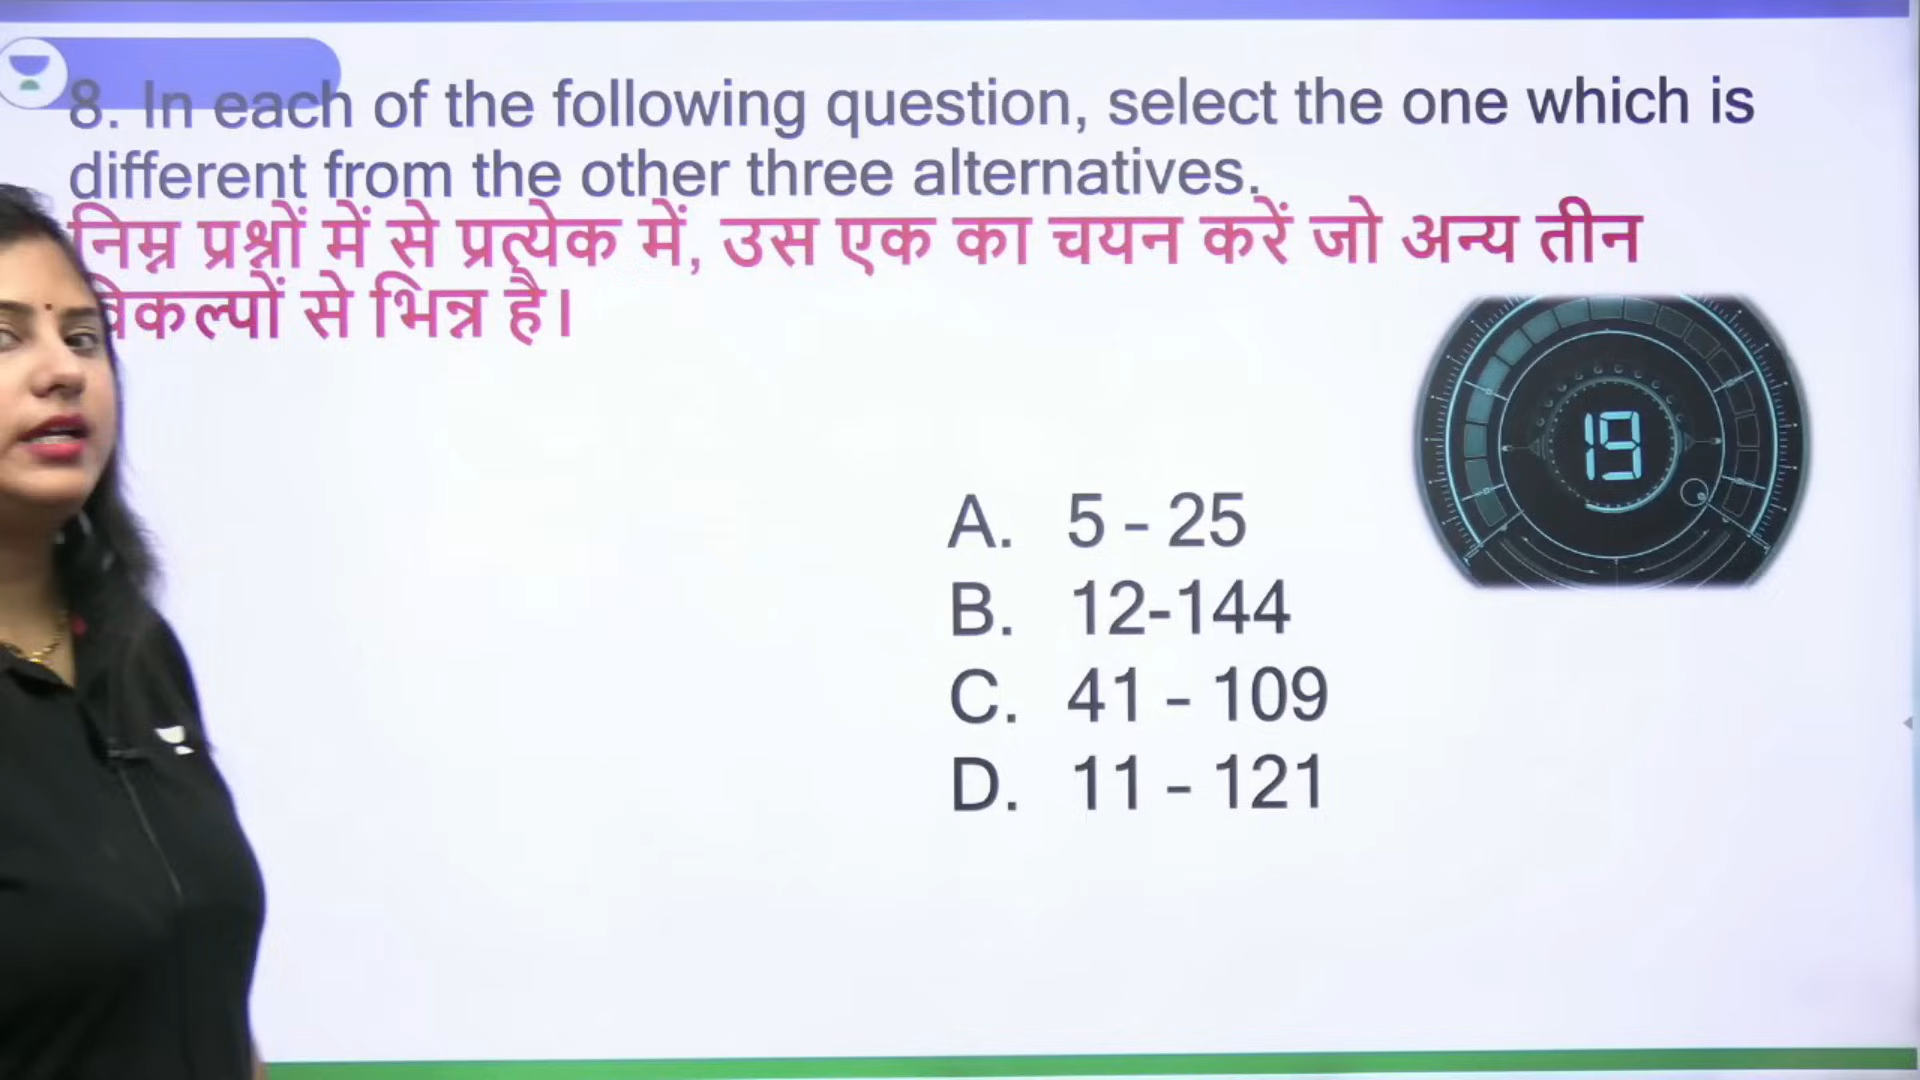 8. In each of the following question, select the one which is
different from the other three alternatives.
निम्न प्रश्नों में से प्रत्येक में, उस एक का चयन करें जो अन्य तीन
विकल्पों से भिन्न है।
19
A. 5 – 25
B. 12-144
C. 41 – 109
D. 11 – 121